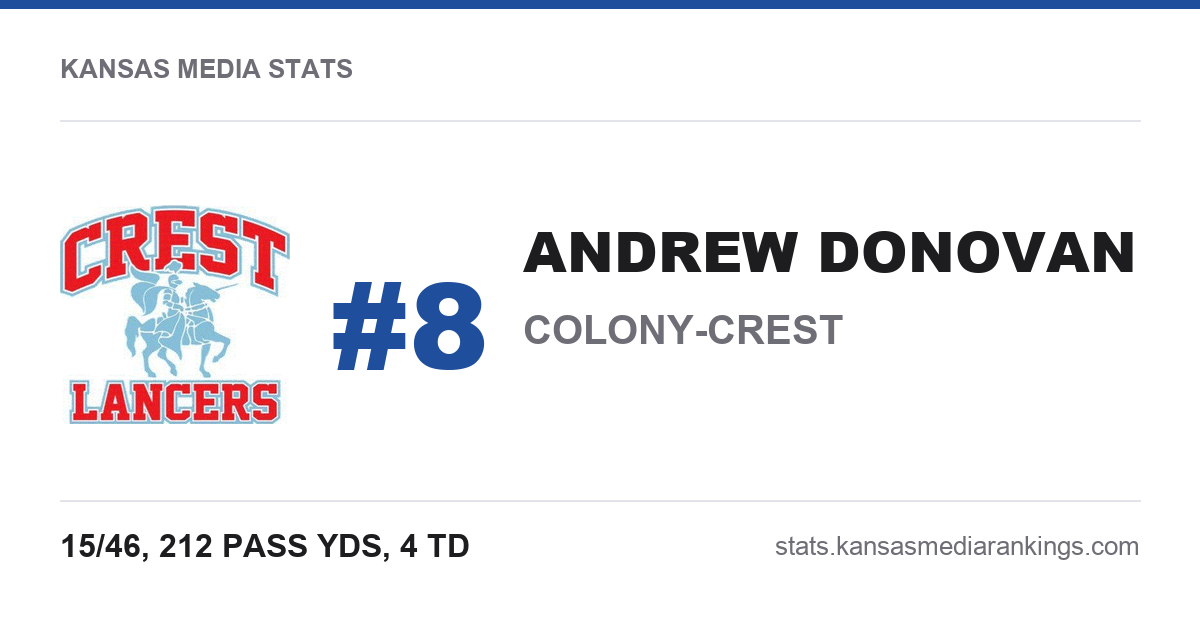 KANSAS MEDIA STATS
CREST
LANCERS
#8
ANDREW DONOVAN
COLONY-CREST
15/46, 212 PASS YDS, 4 TD
stats.kansasmediarankings.com